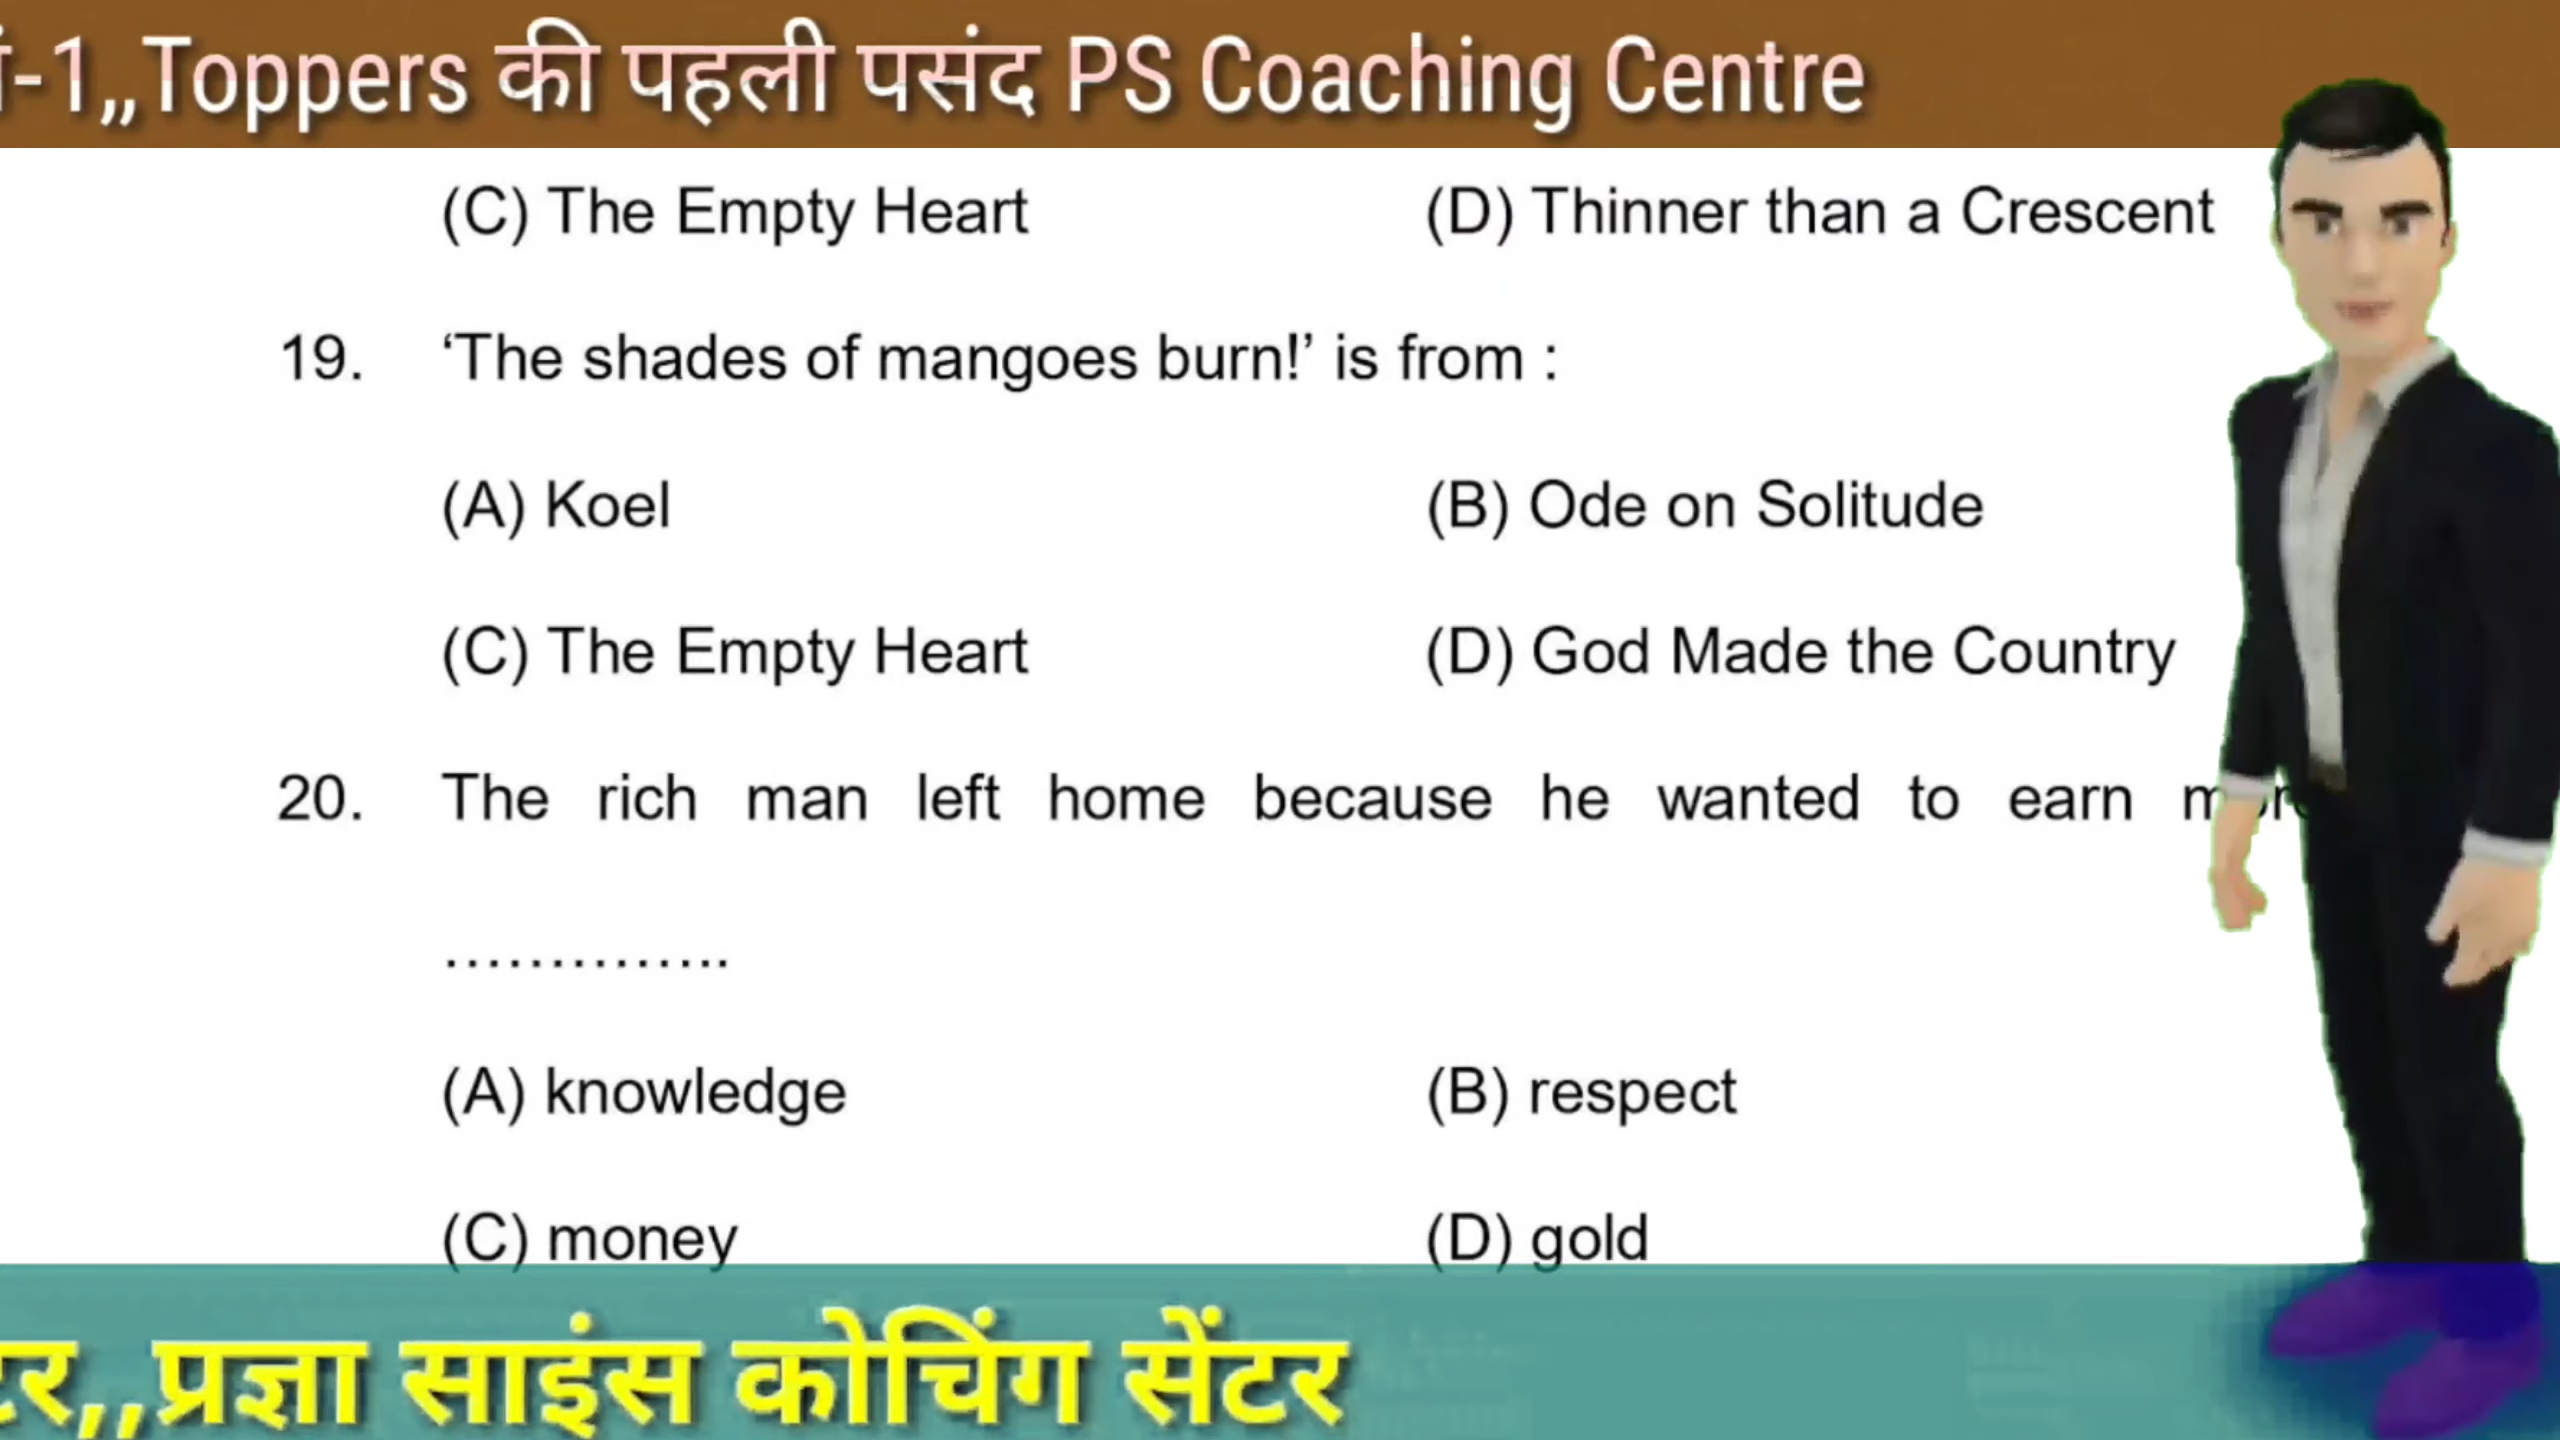 -1,,Toppers की पहली पसंद PS Coaching Centre
(C) The Empty Heart (D) Thinner than a Crescent
19. ‘The shades of mangoes burn!’ is from :
(A) Koel (B) Ode on Solitude
(C) The Empty Heart (D) God Made the Country
20. The rich man left home because he wanted to earn more
…………..
(A) knowledge (B) respect
(C) money (D) gold
टर,,प्रज्ञा साइंस कोचिंग सेंटर